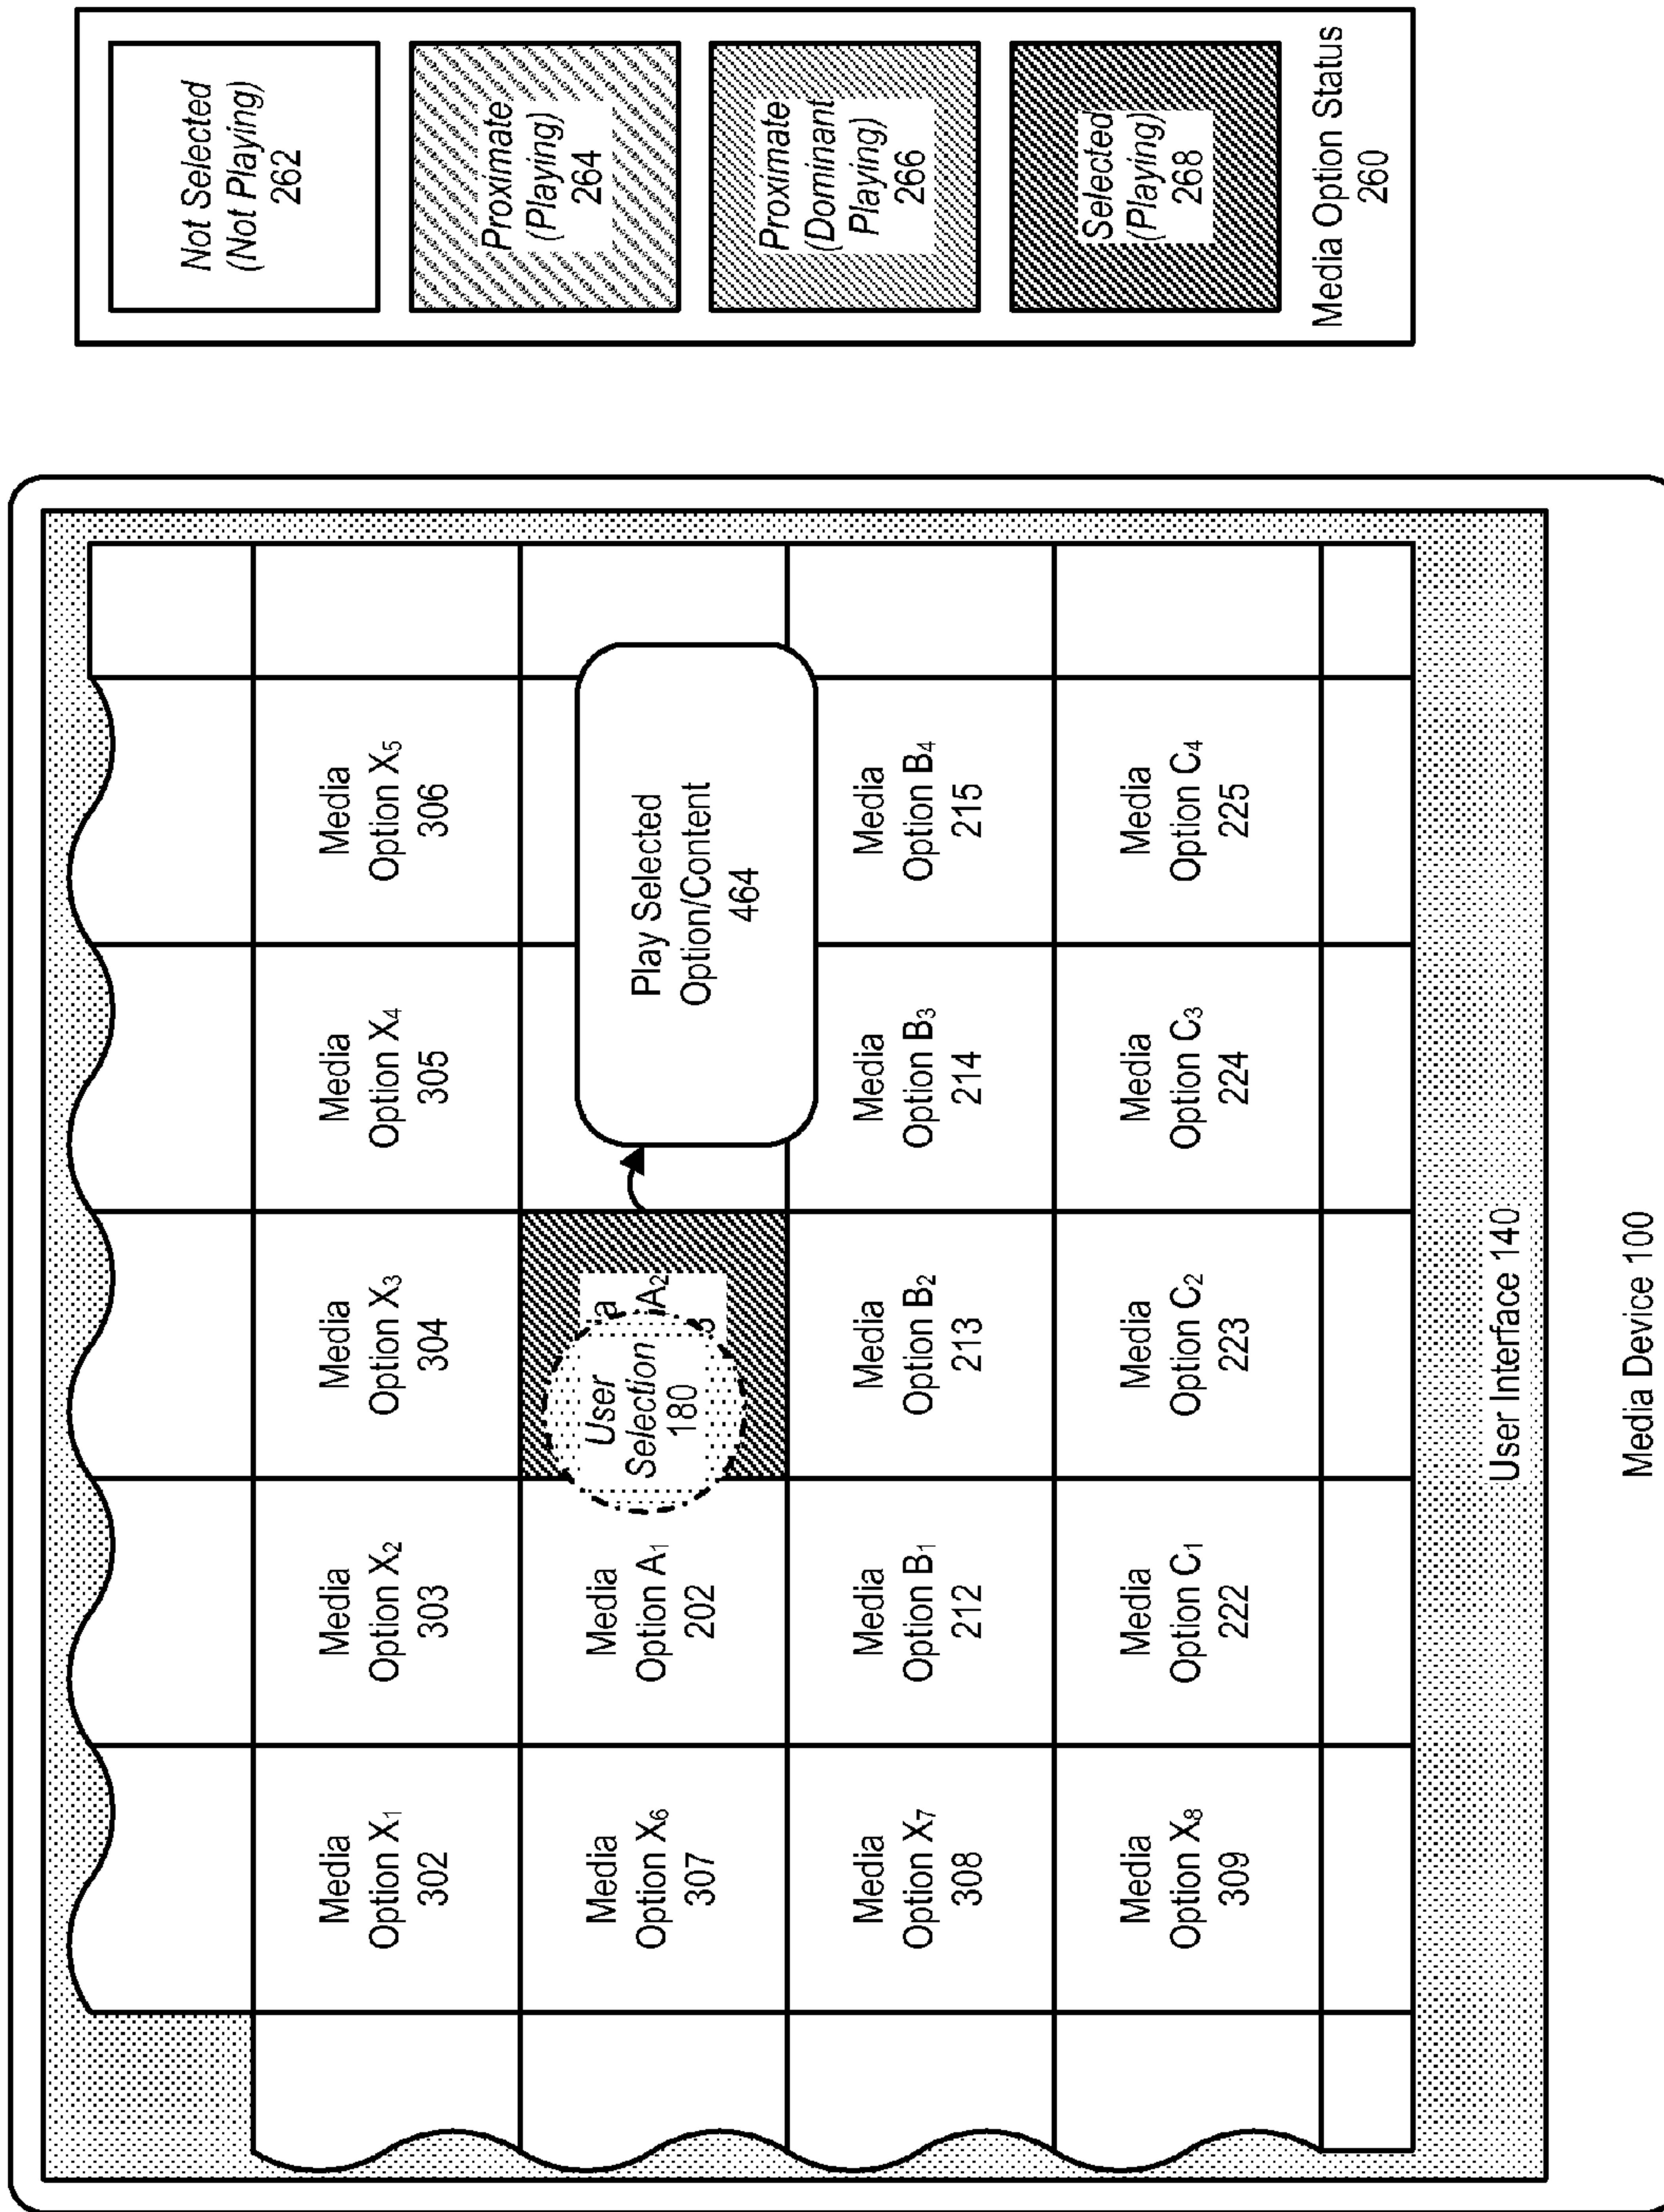 Media
Option X₁
302
Media
Option X₂
303
Media
Option X₃
304
Media
Option X₄
305
Media
Option X₅
306
Media
Option X₆
307
Media
Option A₁
202
User
Selection
180
a
A₂
Play Selected
Option/Content
464
Media
Option X₇
308
Media
Option B₁
212
Media
Option B₂
213
Media
Option B₃
214
Media
Option B₄
215
Media
Option X₈
309
Media
Option C₁
222
Media
Option C₂
223
Media
Option C₃
224
Media
Option C₄
225
User Interface 140
Media Device 100
Not Selected
(Not Playing)
262
Proximate
(Playing)
264
Proximate
(Dominant
Playing)
266
Selected
(Playing)
268
Media Option Status
260